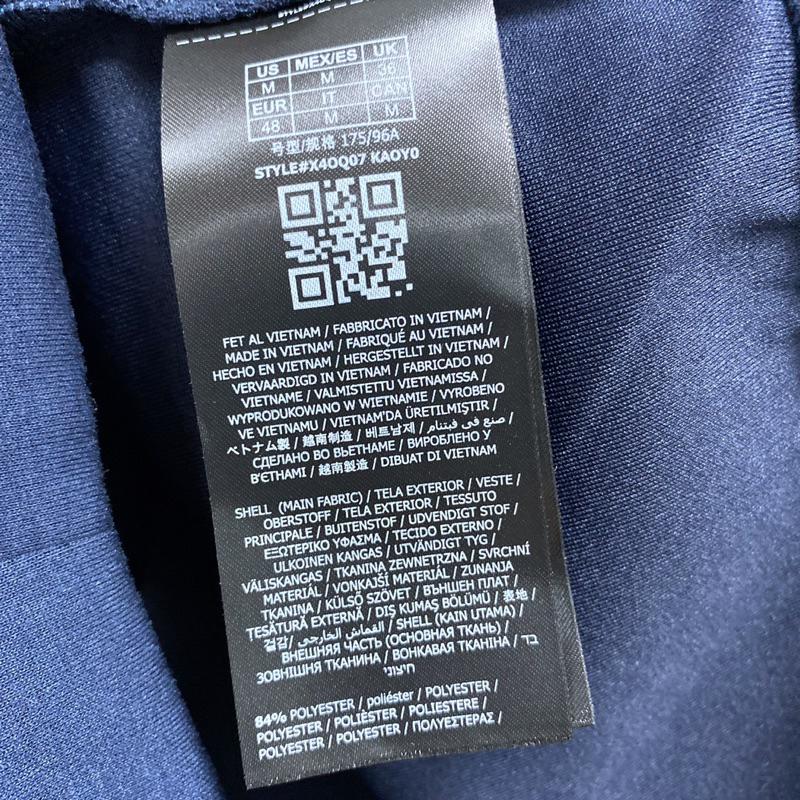 US MEX/ES UK
M M 36
EUR IT CAN
48 M M
号型/规格 175/96A
STYLE#X4OQ07 KAOY0
FET AL VIETNAM / FABBRICATO IN VIETNAM /
MADE IN VIETNAM / FABRIQUÉ AU VIETNAM /
HECHO EN VIETNAM / HERGESTELLT IN VIETNAM /
VERVAARDIGD IN VIETNAM / FABRICADO NO
VIETNAME / VALMISTETTU VIETNAMISSA /
WYPRODUKOWANO W WIETNAMIE / VYROBENO
VE VIETNAMU / VIETNAM'DA ÜRETILMIŞTIR /
ベトナム製 / 越南制造 / 베트남제 / صنع في فيتنام /
СДЕЛАНО ВО ВЬЕТНАМЕ / ВИРОБЛЕНО У
В'ЄТНАМІ / 越南製造 / DIBUAT DI VIETNAM
SHELL (MAIN FABRIC) / TELA EXTERIOR / VESTE /
OBERSTOFF / TELA EXTERIOR / TESSUTO
PRINCIPALE / BUITENSTOF / UDVENDIGT STOF /
ΕΞΩΤΕΡΙΚΟ ΥΦΑΣΜΑ / TECIDO EXTERNO /
ULKOINEN KANGAS / UTVÄNDIGT TYG /
VÄLISKANGAS / TKANINA ZEWNĘTRZNA / SVRCHNÍ
MATERIÁL / VONKAJŠÍ MATERIÁL / ZUNANJA
TKANINA / KÜLSŐ SZÖVET / ВЪНШЕН ПЛАТ /
ŢESĂTURĂ EXTERNĂ / DIŞ KUMAŞ BÖLÜMÜ / 表地 /
겉감/ القماش الخارجي / SHELL (KAIN UTAMA) /
ВНЕШНЯЯ ЧАСТЬ (ОСНОВНАЯ ТКАНЬ) /
ЗОВНІШНЯ ТКАНИНА / ВОНКАВАЯ ТКАНІНА / בד
חיצוני
84% POLYESTER / poliéster / POLYESTER /
POLYESTER / POLIÈSTER / POLIESTERE /
POLYESTER / POLYESTER / ΠΟΛΥΕΣΤΕΡΑΣ /